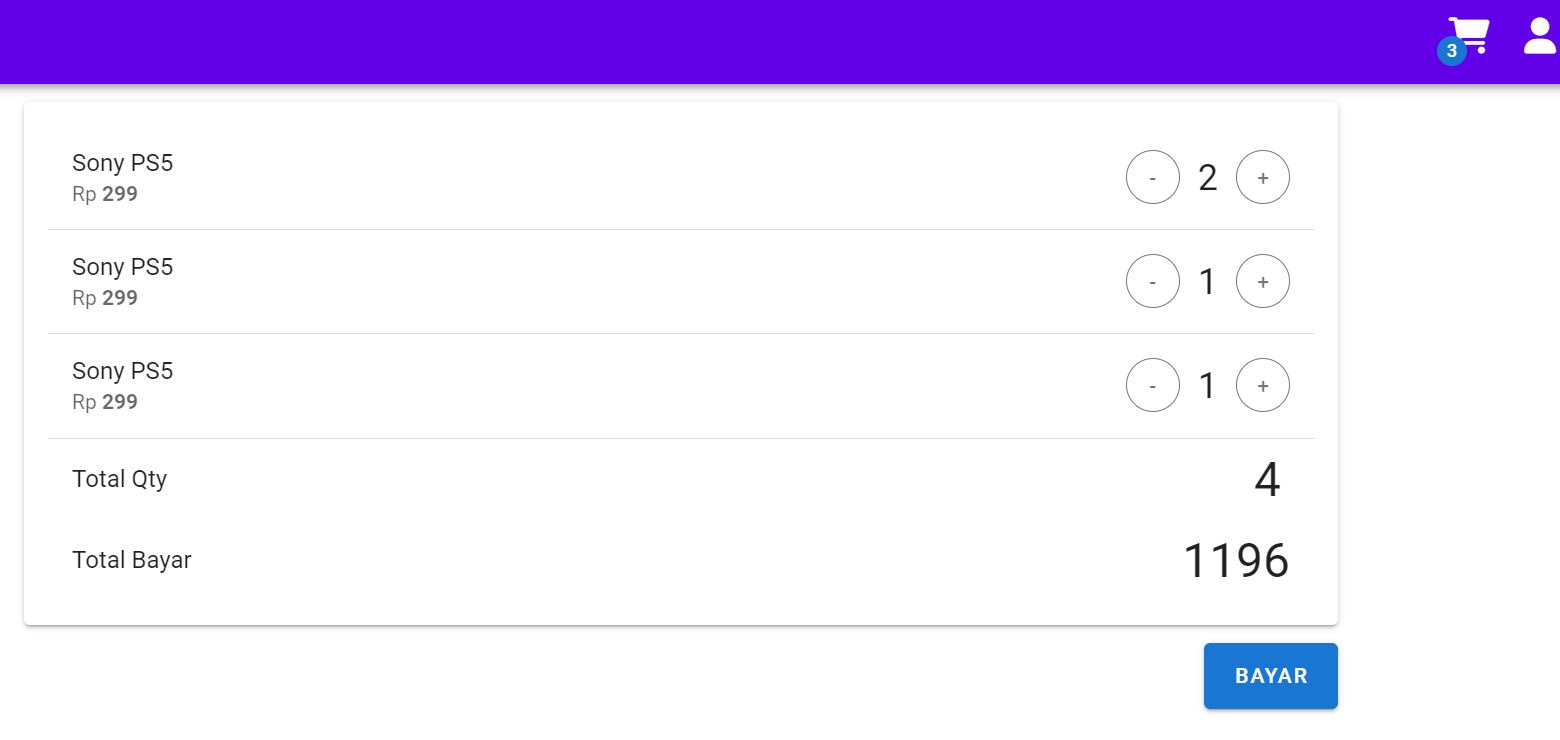 3
Sony PS5
Rp 299
- 2 +
Sony PS5
Rp 299
- 1 +
Sony PS5
Rp 299
- 1 +
Total Qty 4
Total Bayar 1196
BAYAR